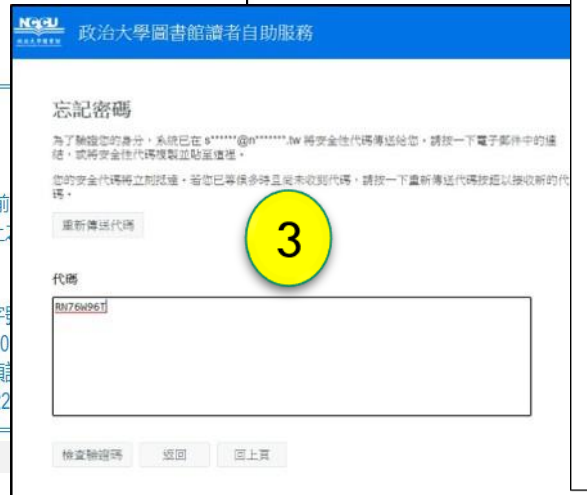 NCCU 政治大學圖書館讀者自助服務
忘記密碼
為了驗證您的身分，系統已在 s******@n*******.tw 將安全性代碼傳送給您，請按一下電子郵件中的連
結，或將安全性代碼複製並貼至這裡。
您的安全代碼將立刻抵達。若您已等很多時且尚未收到代碼，請按一下重新傳送代碼按鈕以接收新的代
碼。
重新傳送代碼
3
代碼
RN76W96T
檢查驗證碼 返回 回上頁